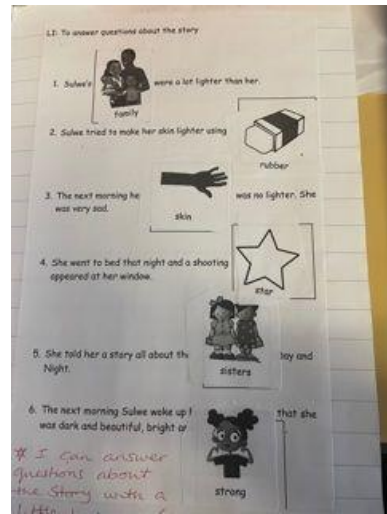 LI: To answer questions about the story
1. Sulwe's
were a lot lighter than her.
family
2. Sulwe tried to make her skin lighter using
rubber
3. The next morning he
was no lighter. She
was very sad.
skin
4. She went to bed that night and a shooting
appeared at her window.
star
5. She told her a story all about the
Day and
Night.
sisters
6. The next morning Sulwe woke up f
that she
was dark and beautiful, bright ar
strong
* I can answer
questions about
the story with a
little